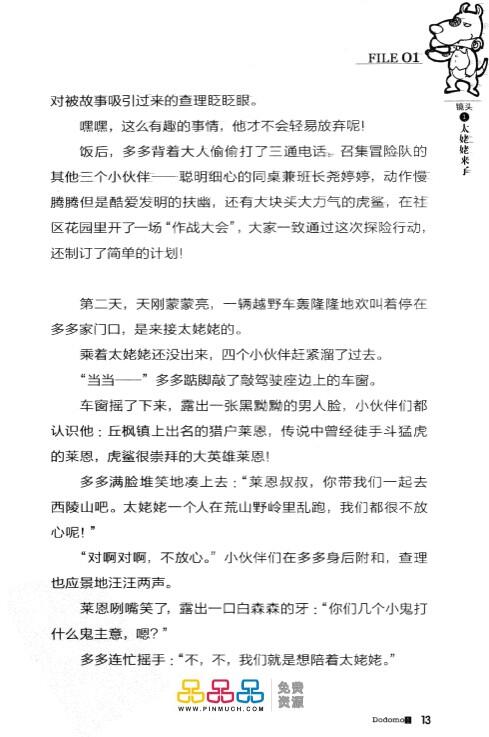 FILE 01
镜头
1
太姥姥来了
对被故事吸引过来的查理眨眨眼。
嘿嘿，这么有趣的事情，他才不会轻易放弃呢！
饭后，多多背着大人偷偷打了三通电话。召集冒险队的
其他三个小伙伴——聪明细心的同桌兼班长尧婷婷，动作慢
腾腾但是酷爱发明的扶幽，还有大块头大力气的虎鲨，在社
区花园里开了一场“作战大会”，大家一致通过这次探险行动，
还制订了简单的计划！
第二天，天刚蒙蒙亮，一辆越野车轰隆隆地欢叫着停在
多多家门口，是来接太姥姥的。
乘着太姥姥还没出来，四个小伙伴赶紧溜了过去。
“当当——”多多踮脚敲了敲驾驶座边上的车窗。
车窗摇了下来，露出一张黑黝黝的男人脸，小伙伴们都
认识他：丘枫镇上出名的猎户莱恩，传说中曾经徒手斗猛虎
的莱恩，虎鲨很崇拜的大英雄莱恩！
多多满脸堆笑地凑上去：“莱恩叔叔，你带我们一起去
西陵山吧。太姥姥一个人在荒山野岭里乱跑，我们都很不放
心呢！”
“对啊对啊，不放心。”小伙伴们在多多身后附和，查理
也应景地汪汪两声。
莱恩咧嘴笑了，露出一口白森森的牙：“你们几个小鬼打
什么鬼主意，嗯？”
多多连忙摇手：“不，不，我们就是想陪着太姥姥。”
品品品
WWW.PINMUCH.COM
免费
资源
Dodomo 13